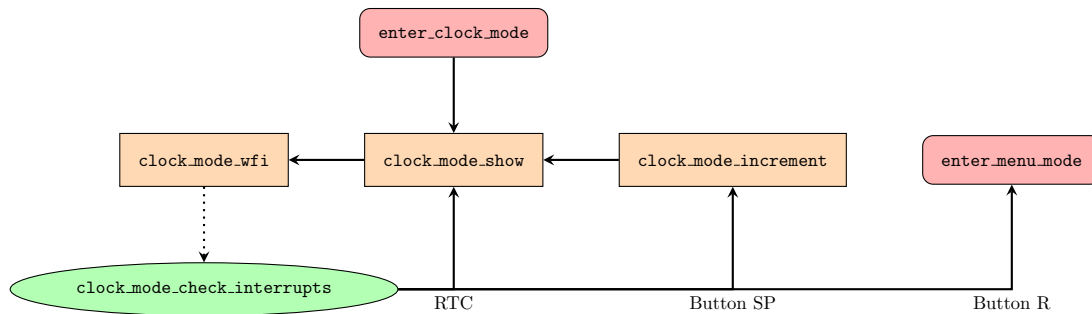 enter_clock_mode
clock_mode_wfi
clock_mode_show
clock_mode_increment
enter_menu_mode
clock_mode_check_interrupts
RTC
Button SP
Button R